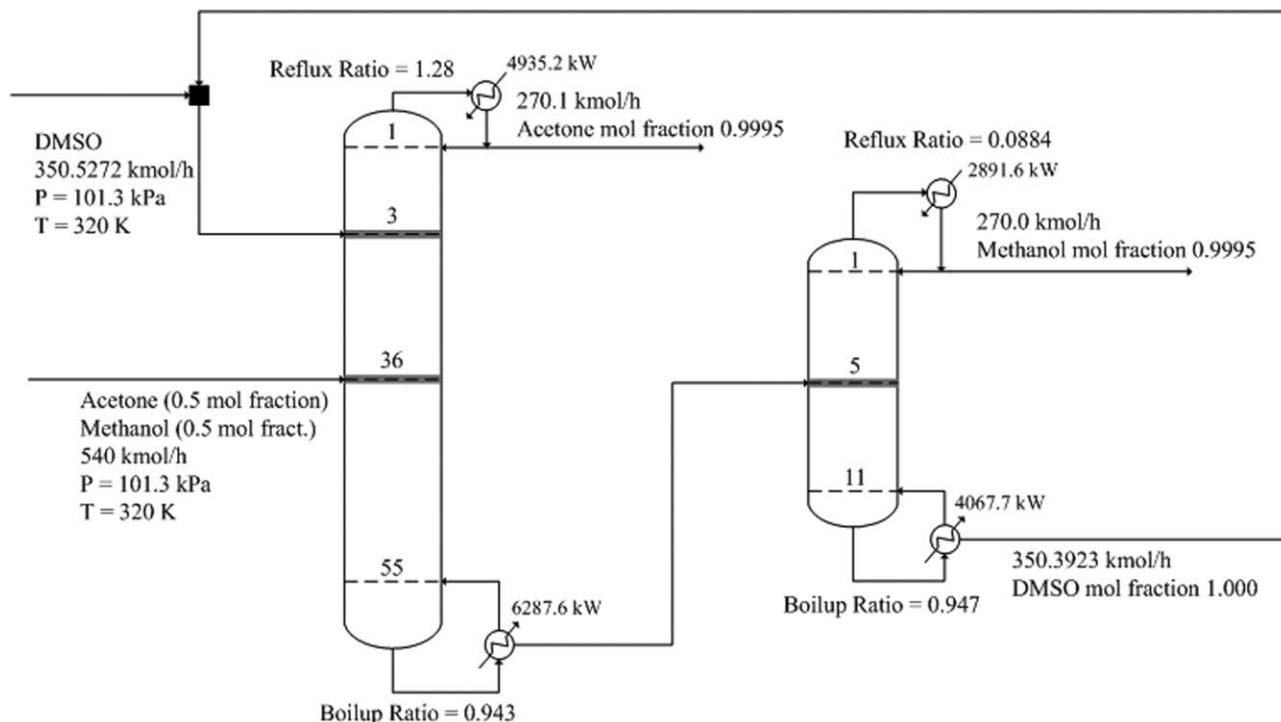 Reflux Ratio = 1.28
4935.2 kW
270.1 kmol/h
Acetone mol fraction 0.9995
1
DMSO
350.5272 kmol/h
P = 101.3 kPa
T = 320 K
3
Reflux Ratio = 0.0884
2891.6 kW
270.0 kmol/h
Methanol mol fraction 0.9995
1
36
5
Acetone (0.5 mol fraction)
Methanol (0.5 mol fract.)
540 kmol/h
P = 101.3 kPa
T = 320 K
11
4067.7 kW
350.3923 kmol/h
DMSO mol fraction 1.000
Boilup Ratio = 0.947
55
6287.6 kW
Boilup Ratio = 0.943